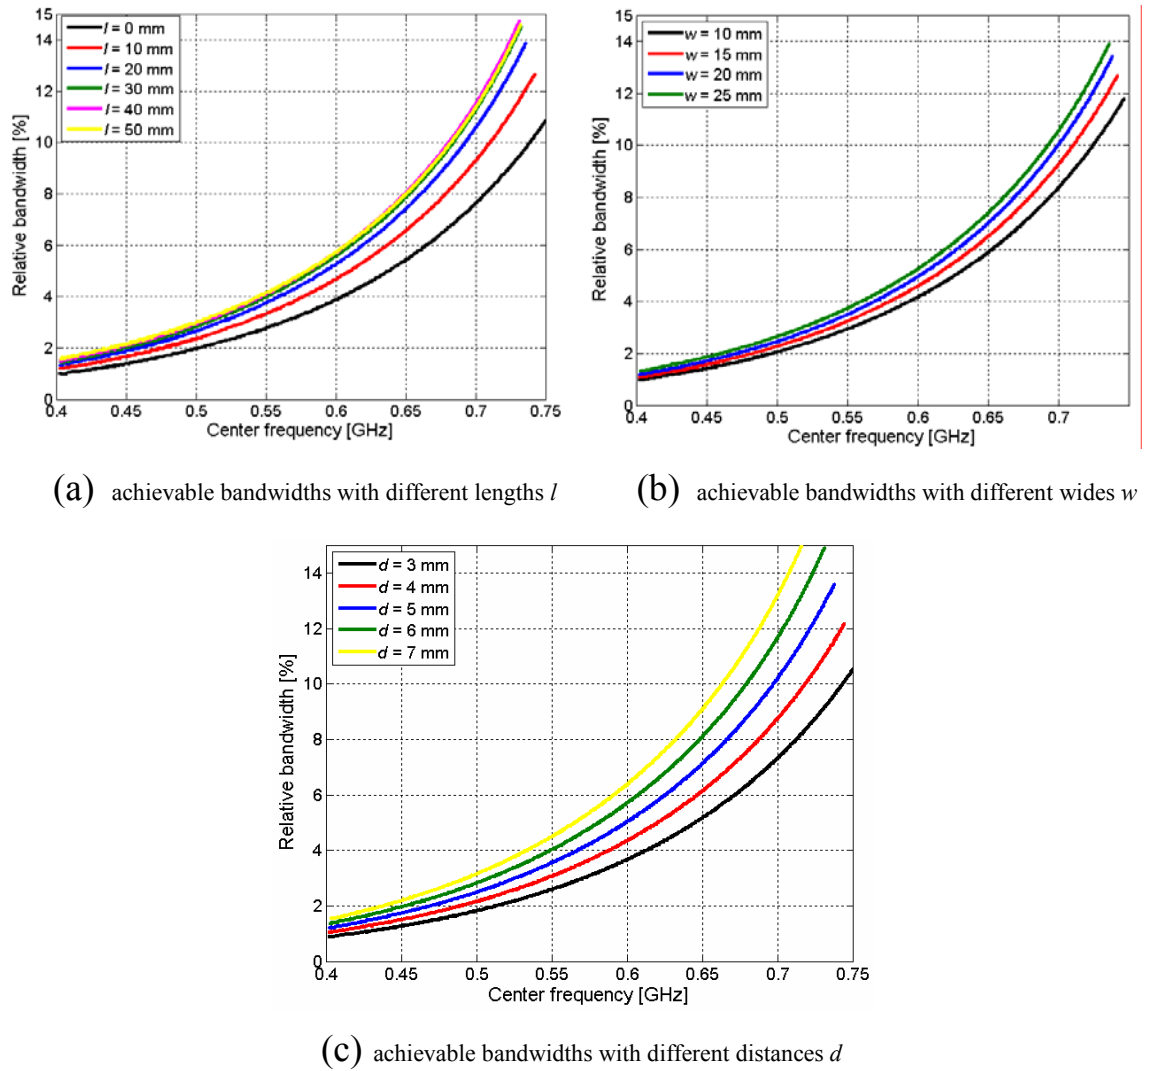 15
14
12
10
8
6
4
2
0
Relative bandwidth [%]
l = 0 mm
l = 10 mm
l = 20 mm
l = 30 mm
l = 40 mm
l = 50 mm
0.4 0.45 0.5 0.55 0.6 0.65 0.7 0.75
Center frequency [GHz]
(a) achievable bandwidths with different lengths l
15
14
12
10
8
6
4
2
0
Relative bandwidth [%]
w = 10 mm
w = 15 mm
w = 20 mm
w = 25 mm
0.4 0.45 0.5 0.55 0.6 0.65 0.7
Center frequency [GHz]
(b) achievable bandwidths with different wides w
14
12
10
8
6
4
2
0
Relative bandwidth [%]
d = 3 mm
d = 4 mm
d = 5 mm
d = 6 mm
d = 7 mm
0.4 0.45 0.5 0.55 0.6 0.65 0.7 0.75
Center frequency [GHz]
(c) achievable bandwidths with different distances d